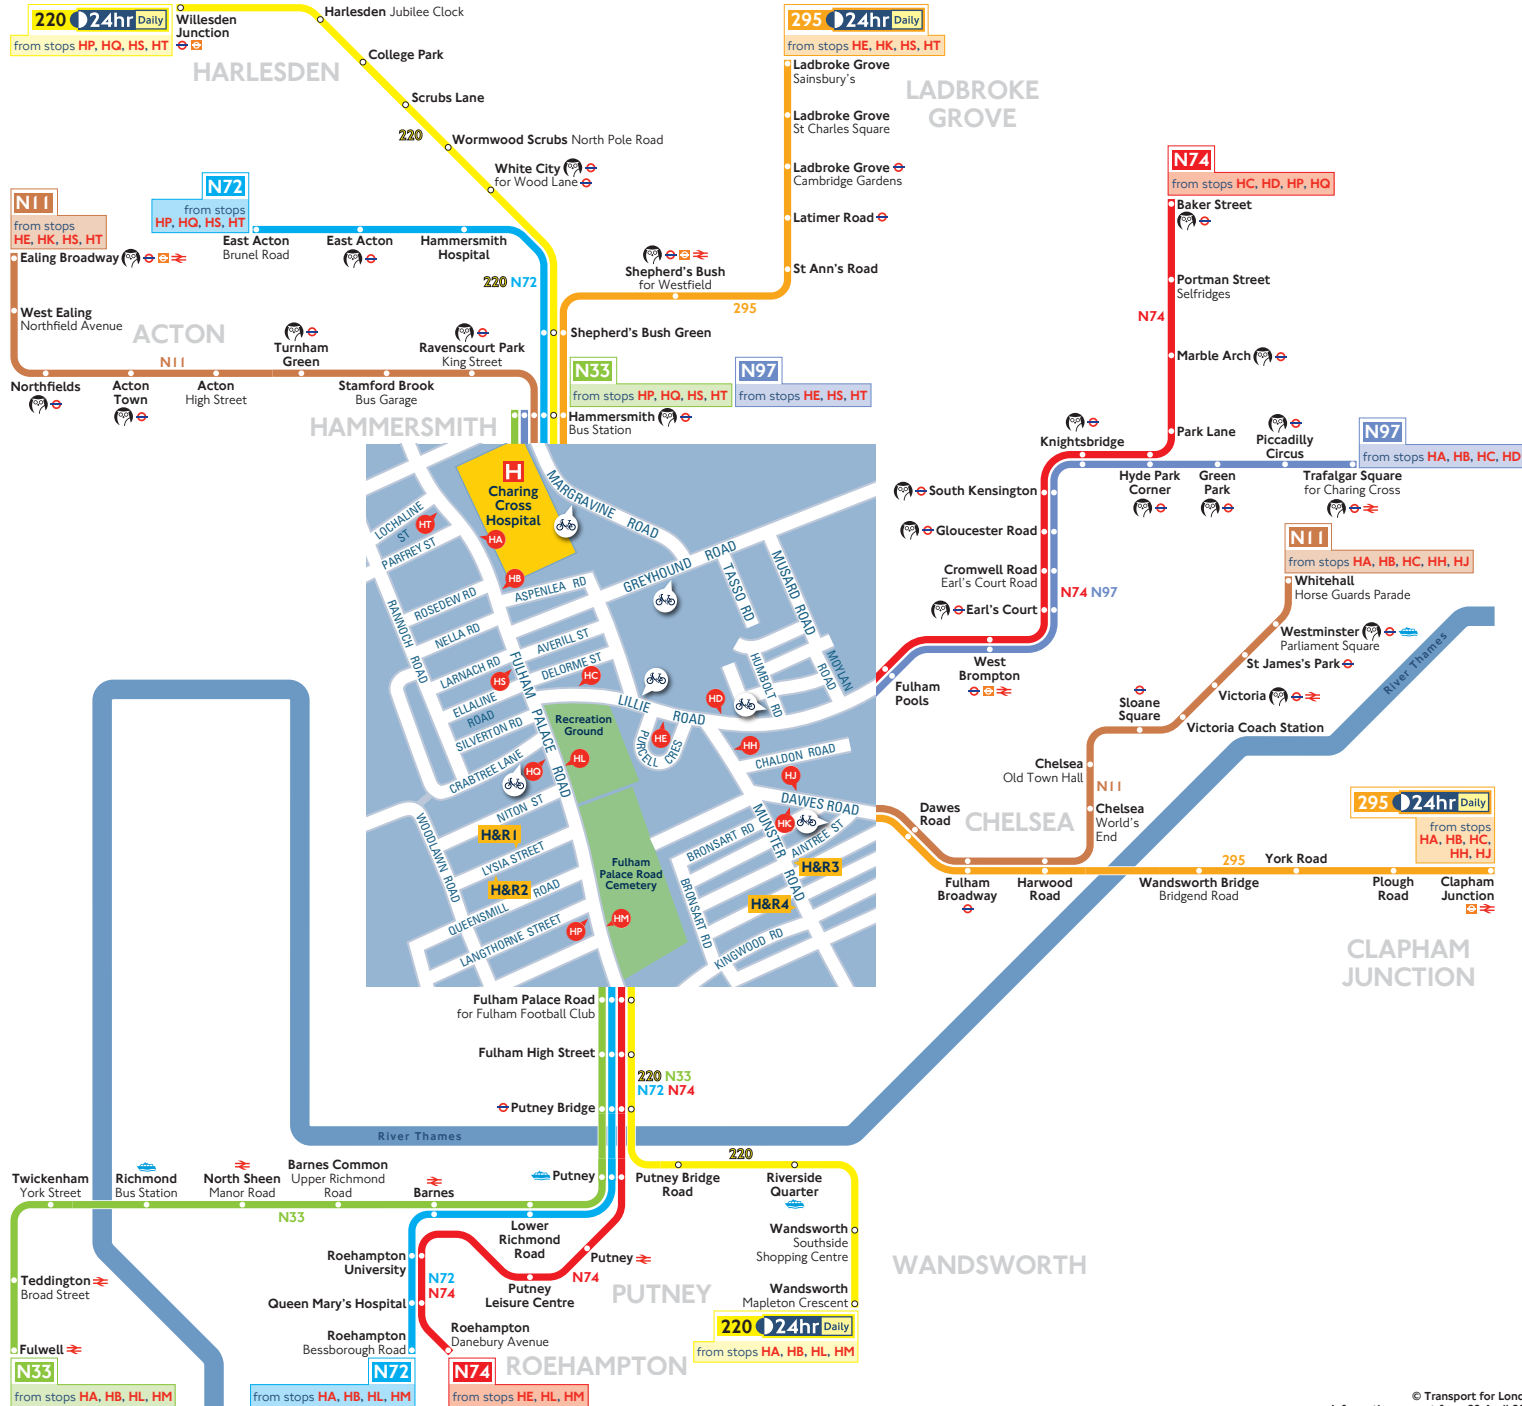 220 24hr Daily
from stops HP, HQ, HS, HT
Willesden
Junction
Harlesden Jubilee Clock
College Park
HARLESDEN
Scrubs Lane
220
Wormwood Scrubs North Pole Road
White City
for Wood Lane
295 24hr Daily
from stops HE, HK, HS, HT
Ladbroke Grove
Sainsbury's
LADBROKE
GROVE
Ladbroke Grove
St Charles Square
Ladbroke Grove
Cambridge Gardens
Latimer Road
St Ann's Road
Shepherd's Bush
for Westfield
295
N11
from stops
HE, HK, HS, HT
Ealing Broadway
West Ealing
Northfield Avenue
ACTON
N11
Northfields
Acton
Town
Acton
High Street
Turnham
Green
Stamford Brook
Bus Garage
Ravenscourt Park
King Street
N72
from stops
HP, HQ, HS, HT
East Acton
Brunel Road
East Acton
Hammersmith
Hospital
220 N72
Shepherd's Bush Green
N33
from stops HP, HQ, HS, HT
N97
from stops HE, HS, HT
HAMMERSMITH
Hammersmith
Bus Station
N74
from stops HC, HD, HP, HQ
Baker Street
Portman Street
Selfridges
N74
Marble Arch
Park Lane
Knightsbridge
Piccadilly
Circus
N97
from stops HA, HB, HC, HD
Hyde Park
Corner
Green
Park
Trafalgar Square
for Charing Cross
South Kensington
Gloucester Road
Cromwell Road
Earl's Court Road
Earl's Court
N74 N97
West
Brompton
Fulham
Pools
N11
from stops HA, HB, HC, HH, HJ
Whitehall
Horse Guards Parade
Westminster
Parliament Square
St James's Park
Victoria
Victoria Coach Station
Sloane
Square
River Thames
Chelsea
Old Town Hall
N11
Chelsea
World's
End
CHELSEA
Dawes
Road
Fulham
Broadway
Harwood
Road
295
Wandsworth Bridge
Bridgend Road
York Road
Plough
Road
Clapham
Junction
295 24hr Daily
from stops
HA, HB, HC,
HH, HJ
CLAPHAM
JUNCTION
H
Charing
Cross
Hospital
MARGRAVINE ROAD
LOCHALINE
ST
HT
PARFREY ST
HA
HB
ASPENLEA RD
GREYHOUND ROAD
TASSO RD
MUSARD ROAD
RANNOCH ROAD
ROSEDEW RD
NELLA RD
AVERILL ST
LARNACH RD
DELORME ST
HS
HC
ELLALINE
ROAD
SILVERTON RD
FULHAM PALACE ROAD
LILLIE ROAD
HUMBOLT RD
MOYLAN
ROAD
HD
Recreation
Ground
PURCELL CRES
HE
HH
CHALDON ROAD
CRABTREE LANE
HQ
HL
HJ
DAWES ROAD
NITON ST
H&R1
WOODLAWN ROAD
LYSIA STREET
H&R2
QUEENSMILL ROAD
LANGTHORNE STREET
Fulham
Palace Road
Cemetery
HP
HM
BRONSART RD
MUNSTER ROAD
HK
AINTREE ST
H&R3
BRONSART RD
H&R4
KINGWOOD RD
Fulham Palace Road
for Fulham Football Club
Fulham High Street
220 N33
N72 N74
Putney Bridge
River Thames
220
Putney
Putney Bridge
Road
Riverside
Quarter
Wandsworth
Southside
Shopping Centre
Wandsworth
Mapleton Crescent
220 24hr Daily
from stops HA, HB, HL, HM
WANDSWORTH
Twickenham
York Street
Richmond
Bus Station
North Sheen
Manor Road
Barnes Common
Upper Richmond
Road
Barnes
N33
Teddington
Broad Street
Fulwell
N33
from stops HA, HB, HL, HM
Lower
Richmond
Road
Roehampton
University
N72
N74
Queen Mary's Hospital
Roehampton
Bessborough Road
N72
from stops HA, HB, HL, HM
Putney
N74
Putney
Leisure Centre
PUTNEY
Roehampton
Danebury Avenue
ROEHAMPTON
N74
from stops HE, HL, HM
© Transport for Lond